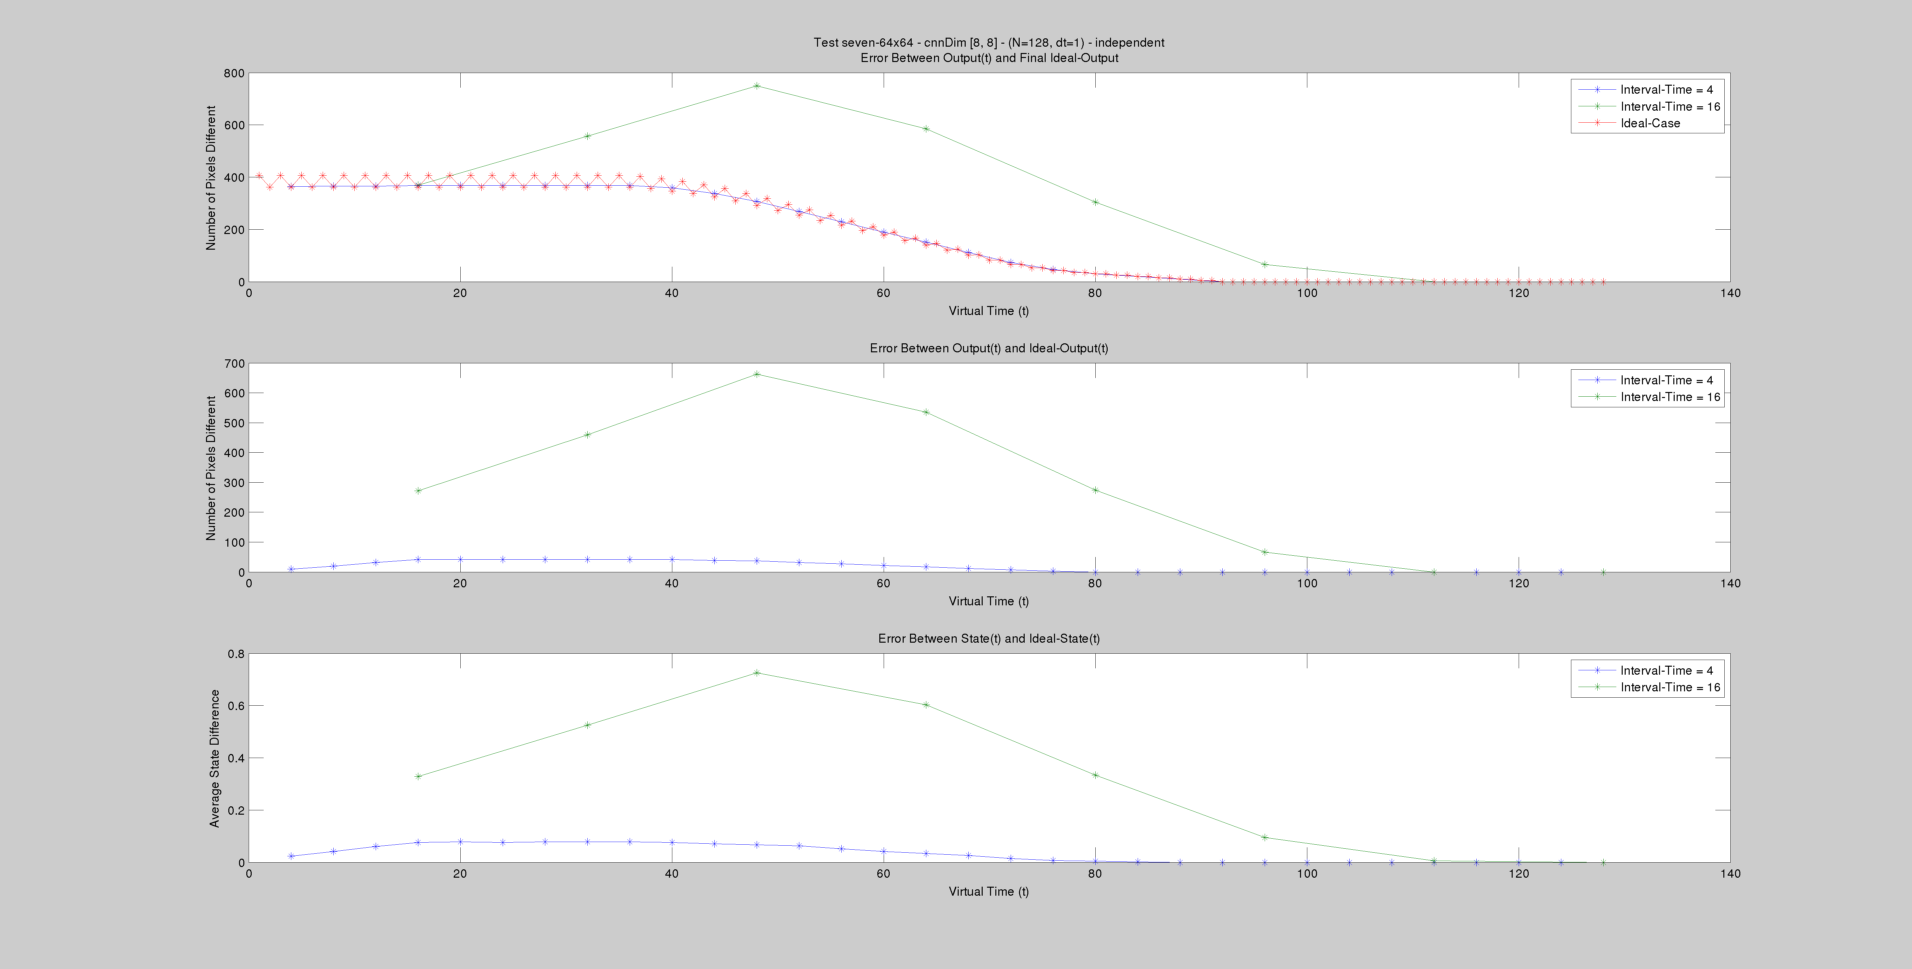 Test seven-64x64 - cnnDim [8, 8] - (N=128, dt=1) - independent
Error Between Output(t) and Final Ideal-Output
Number of Pixels Different
800
600
400
200
0
0 20 40 60 80 100 120 140
Virtual Time (t)
Interval-Time = 4
Interval-Time = 16
Ideal-Case
Error Between Output(t) and Ideal-Output(t)
Number of Pixels Different
700
600
500
400
300
200
100
0
0 20 40 60 80 100 120 140
Virtual Time (t)
Interval-Time = 4
Interval-Time = 16
Error Between State(t) and Ideal-State(t)
Average State Difference
0.8
0.6
0.4
0.2
0
0 20 40 60 80 100 120 140
Virtual Time (t)
Interval-Time = 4
Interval-Time = 16